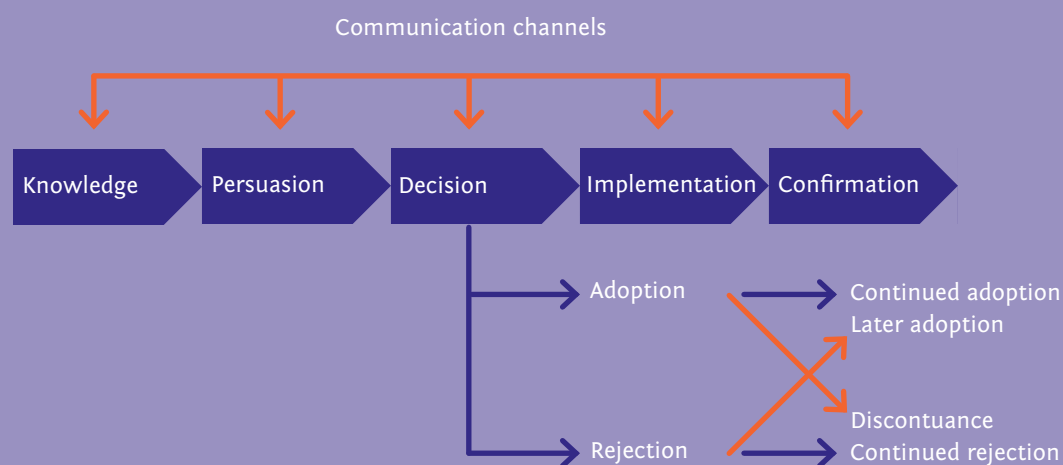 Communication channels
Knowledge
Persuasion
Decision
Implementation
Confirmation
Adoption
Continued adoption
Later adoption
Discontuance
Rejection
Continued rejection